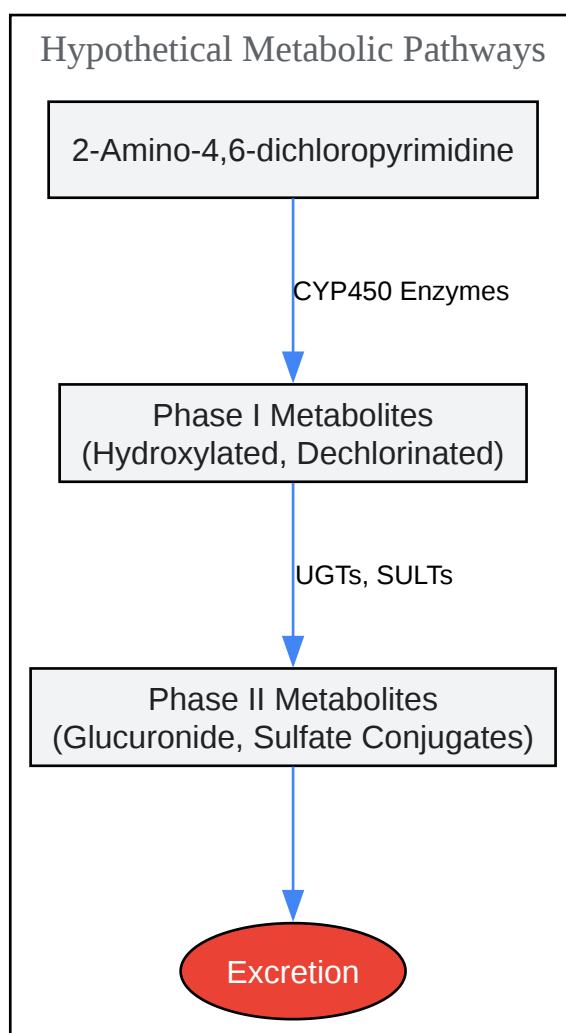 Hypothetical Metabolic Pathways
2-Amino-4,6-dichloropyrimidine
CYP450 Enzymes
Phase I Metabolites
(Hydroxylated, Dechlorinated)
UGTs, SULTs
Phase II Metabolites
(Glucuronide, Sulfate Conjugates)
Excretion